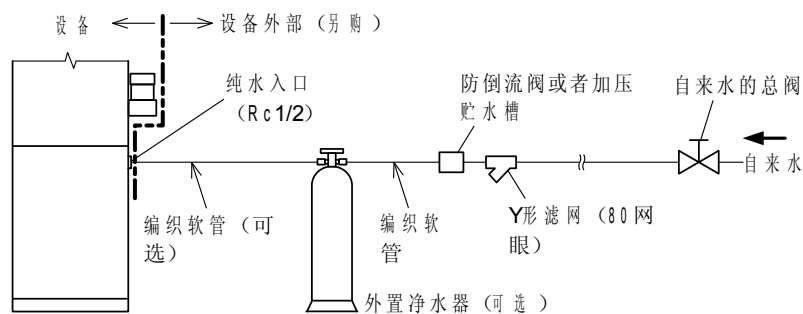 设备
设备外部（另购）
纯水入口
（Rc1/2）
防倒流阀或者加压
贮水槽
自来水的总阀
自来水
编织软管（可
选）
编织软
管
Y形滤网（80网
眼）
外置净水器（可选）